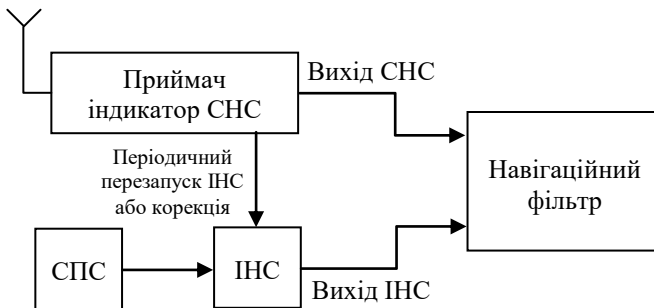 Приймач
індикатор СНС
Вихід СНС
Періодичний
перезапуск ІНС
або корекція
Навігаційний
фільтр
СПС
ІНС
Вихід ІНС